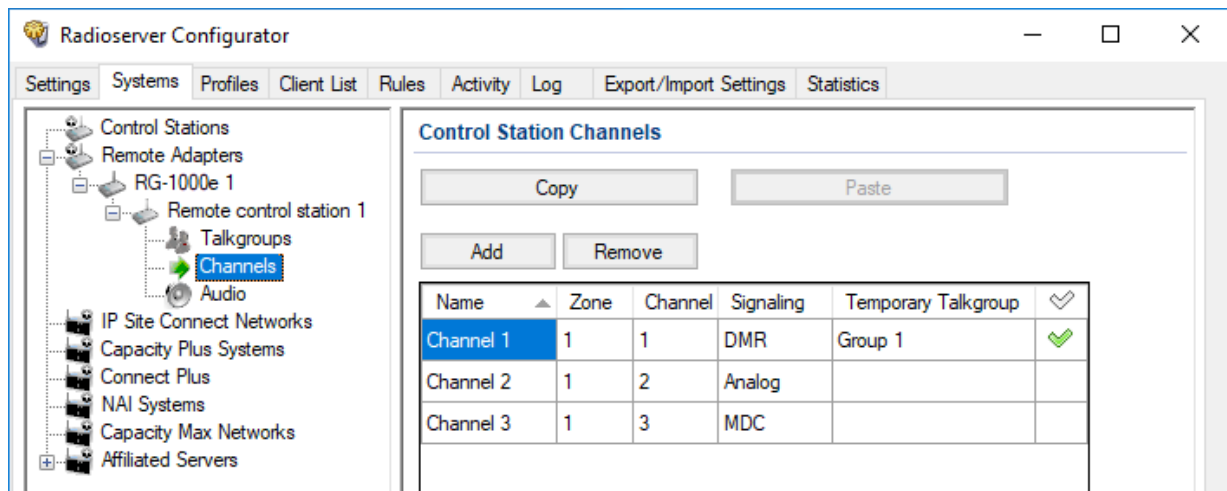 Radioserver Configurator
Settings Systems Profiles Client List Rules Activity Log Export/Import Settings Statistics
Control Stations
Remote Adapters
RG-1000e 1
Remote control station 1
Talkgroups
Channels
Audio
IP Site Connect Networks
Capacity Plus Systems
Connect Plus
NAI Systems
Capacity Max Networks
Affiliated Servers
Control Station Channels
Copy Paste
Add Remove
Name Zone Channel Signaling Temporary Talkgroup
Channel 1 1 1 DMR Group 1
Channel 2 1 2 Analog
Channel 3 1 3 MDC